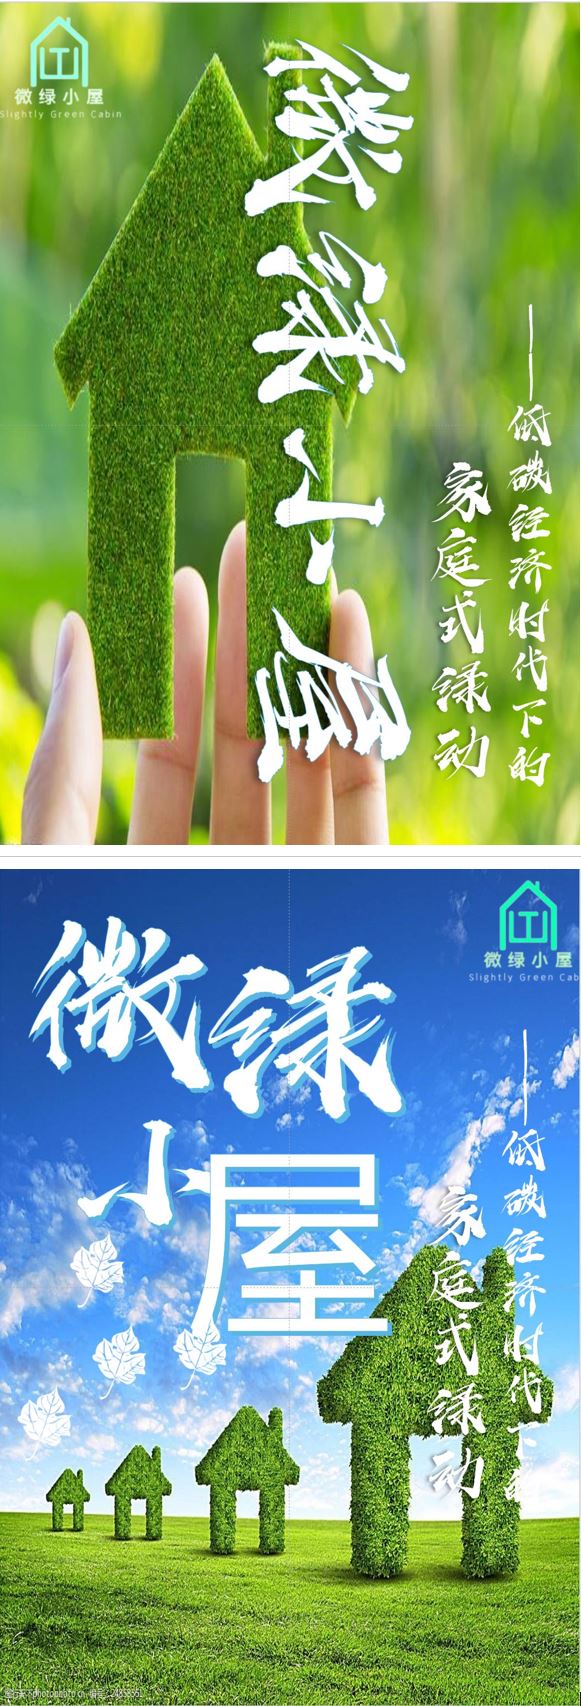 微绿小屋
Slightly Green Cabin
微绿小屋
——低碳经济时代下的
家庭式绿动
微绿小屋
Slightly Green Cab
微绿
小屋
——低碳经济时代下的
家庭式绿动